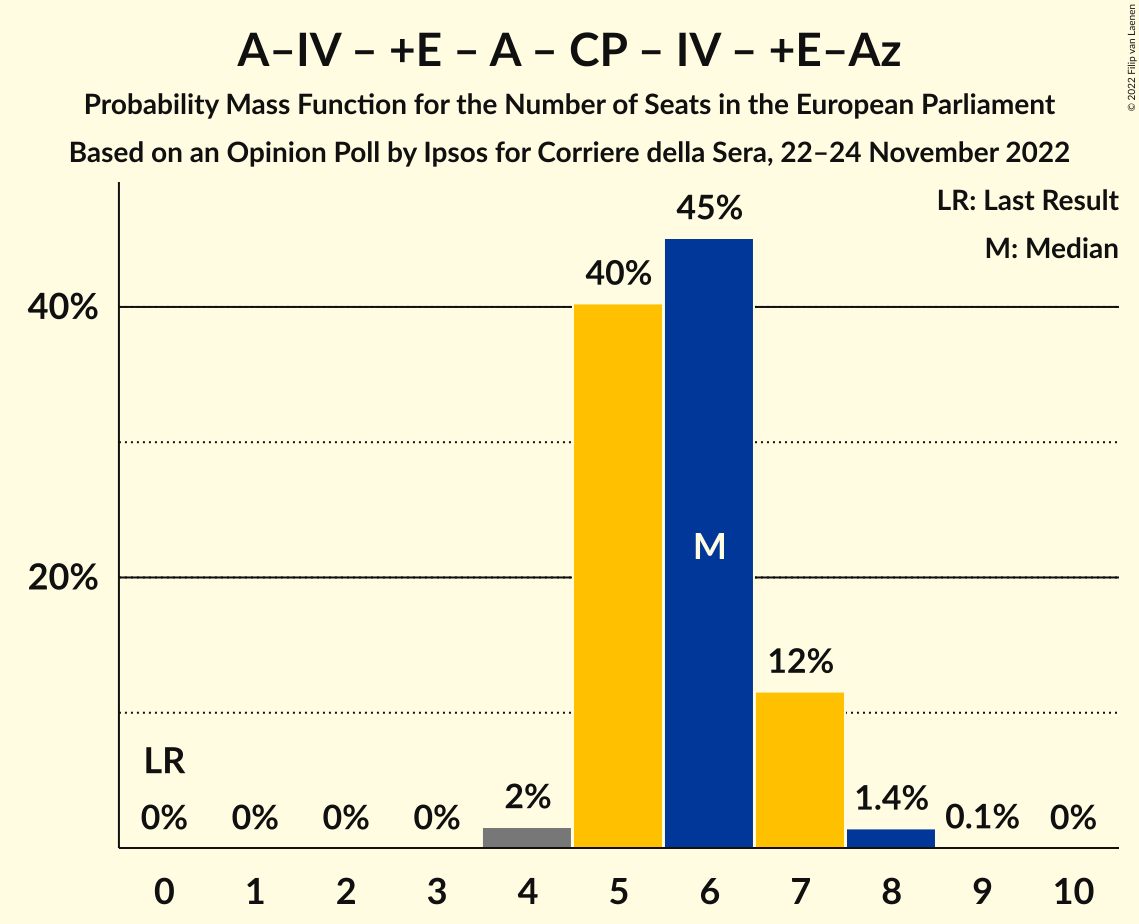 A–IV – +E – A – CP – IV – +E–Az
Probability Mass Function for the Number of Seats in the European Parliament
Based on an Opinion Poll by Ipsos for Corriere della Sera, 22–24 November 2022
© 2022 Filip van Laenen
LR: Last Result
M: Median
45%
40%
40%
M
20%
12%
LR
0%
0%
0%
0%
2%
1.4%
0.1%
0%
0 1 2 3 4 5 6 7 8 9 10